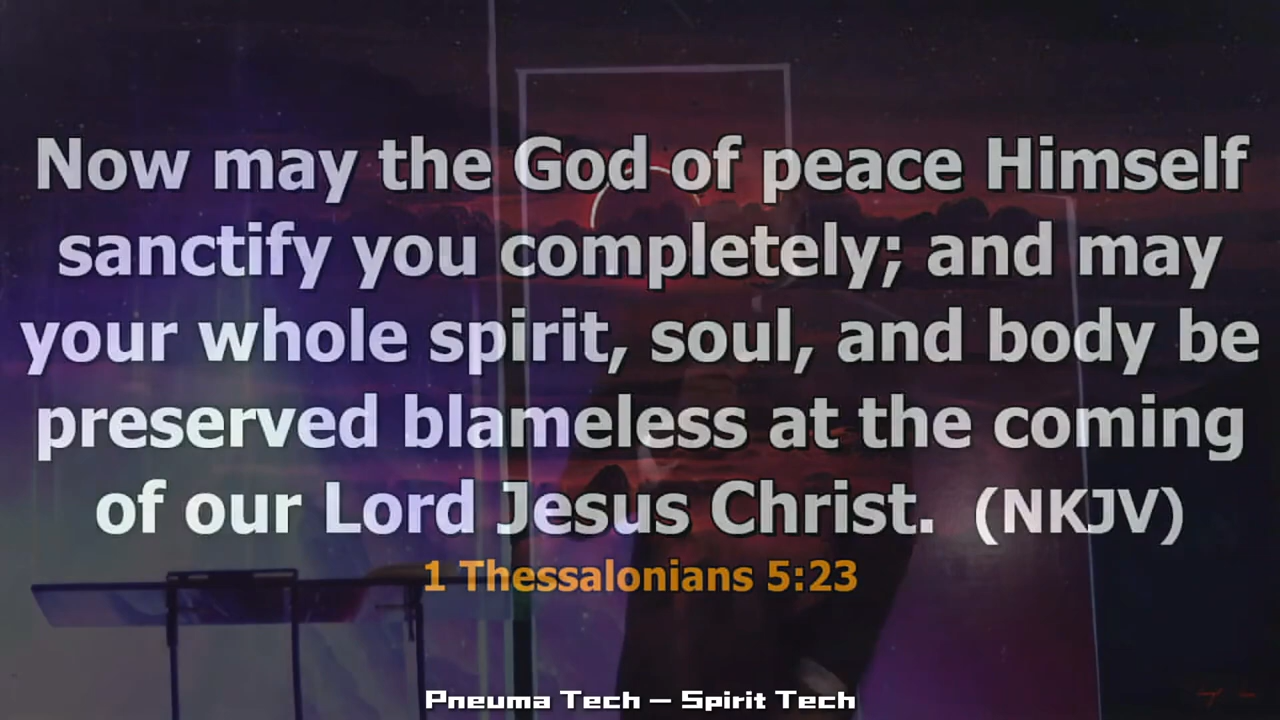 Now may the God of peace Himself
sanctify you completely; and may
your whole spirit, soul, and body be
preserved blameless at the coming
of our Lord Jesus Christ.  (NKJV)
1 Thessalonians 5:23
Pneuma Tech — Spirit Tech